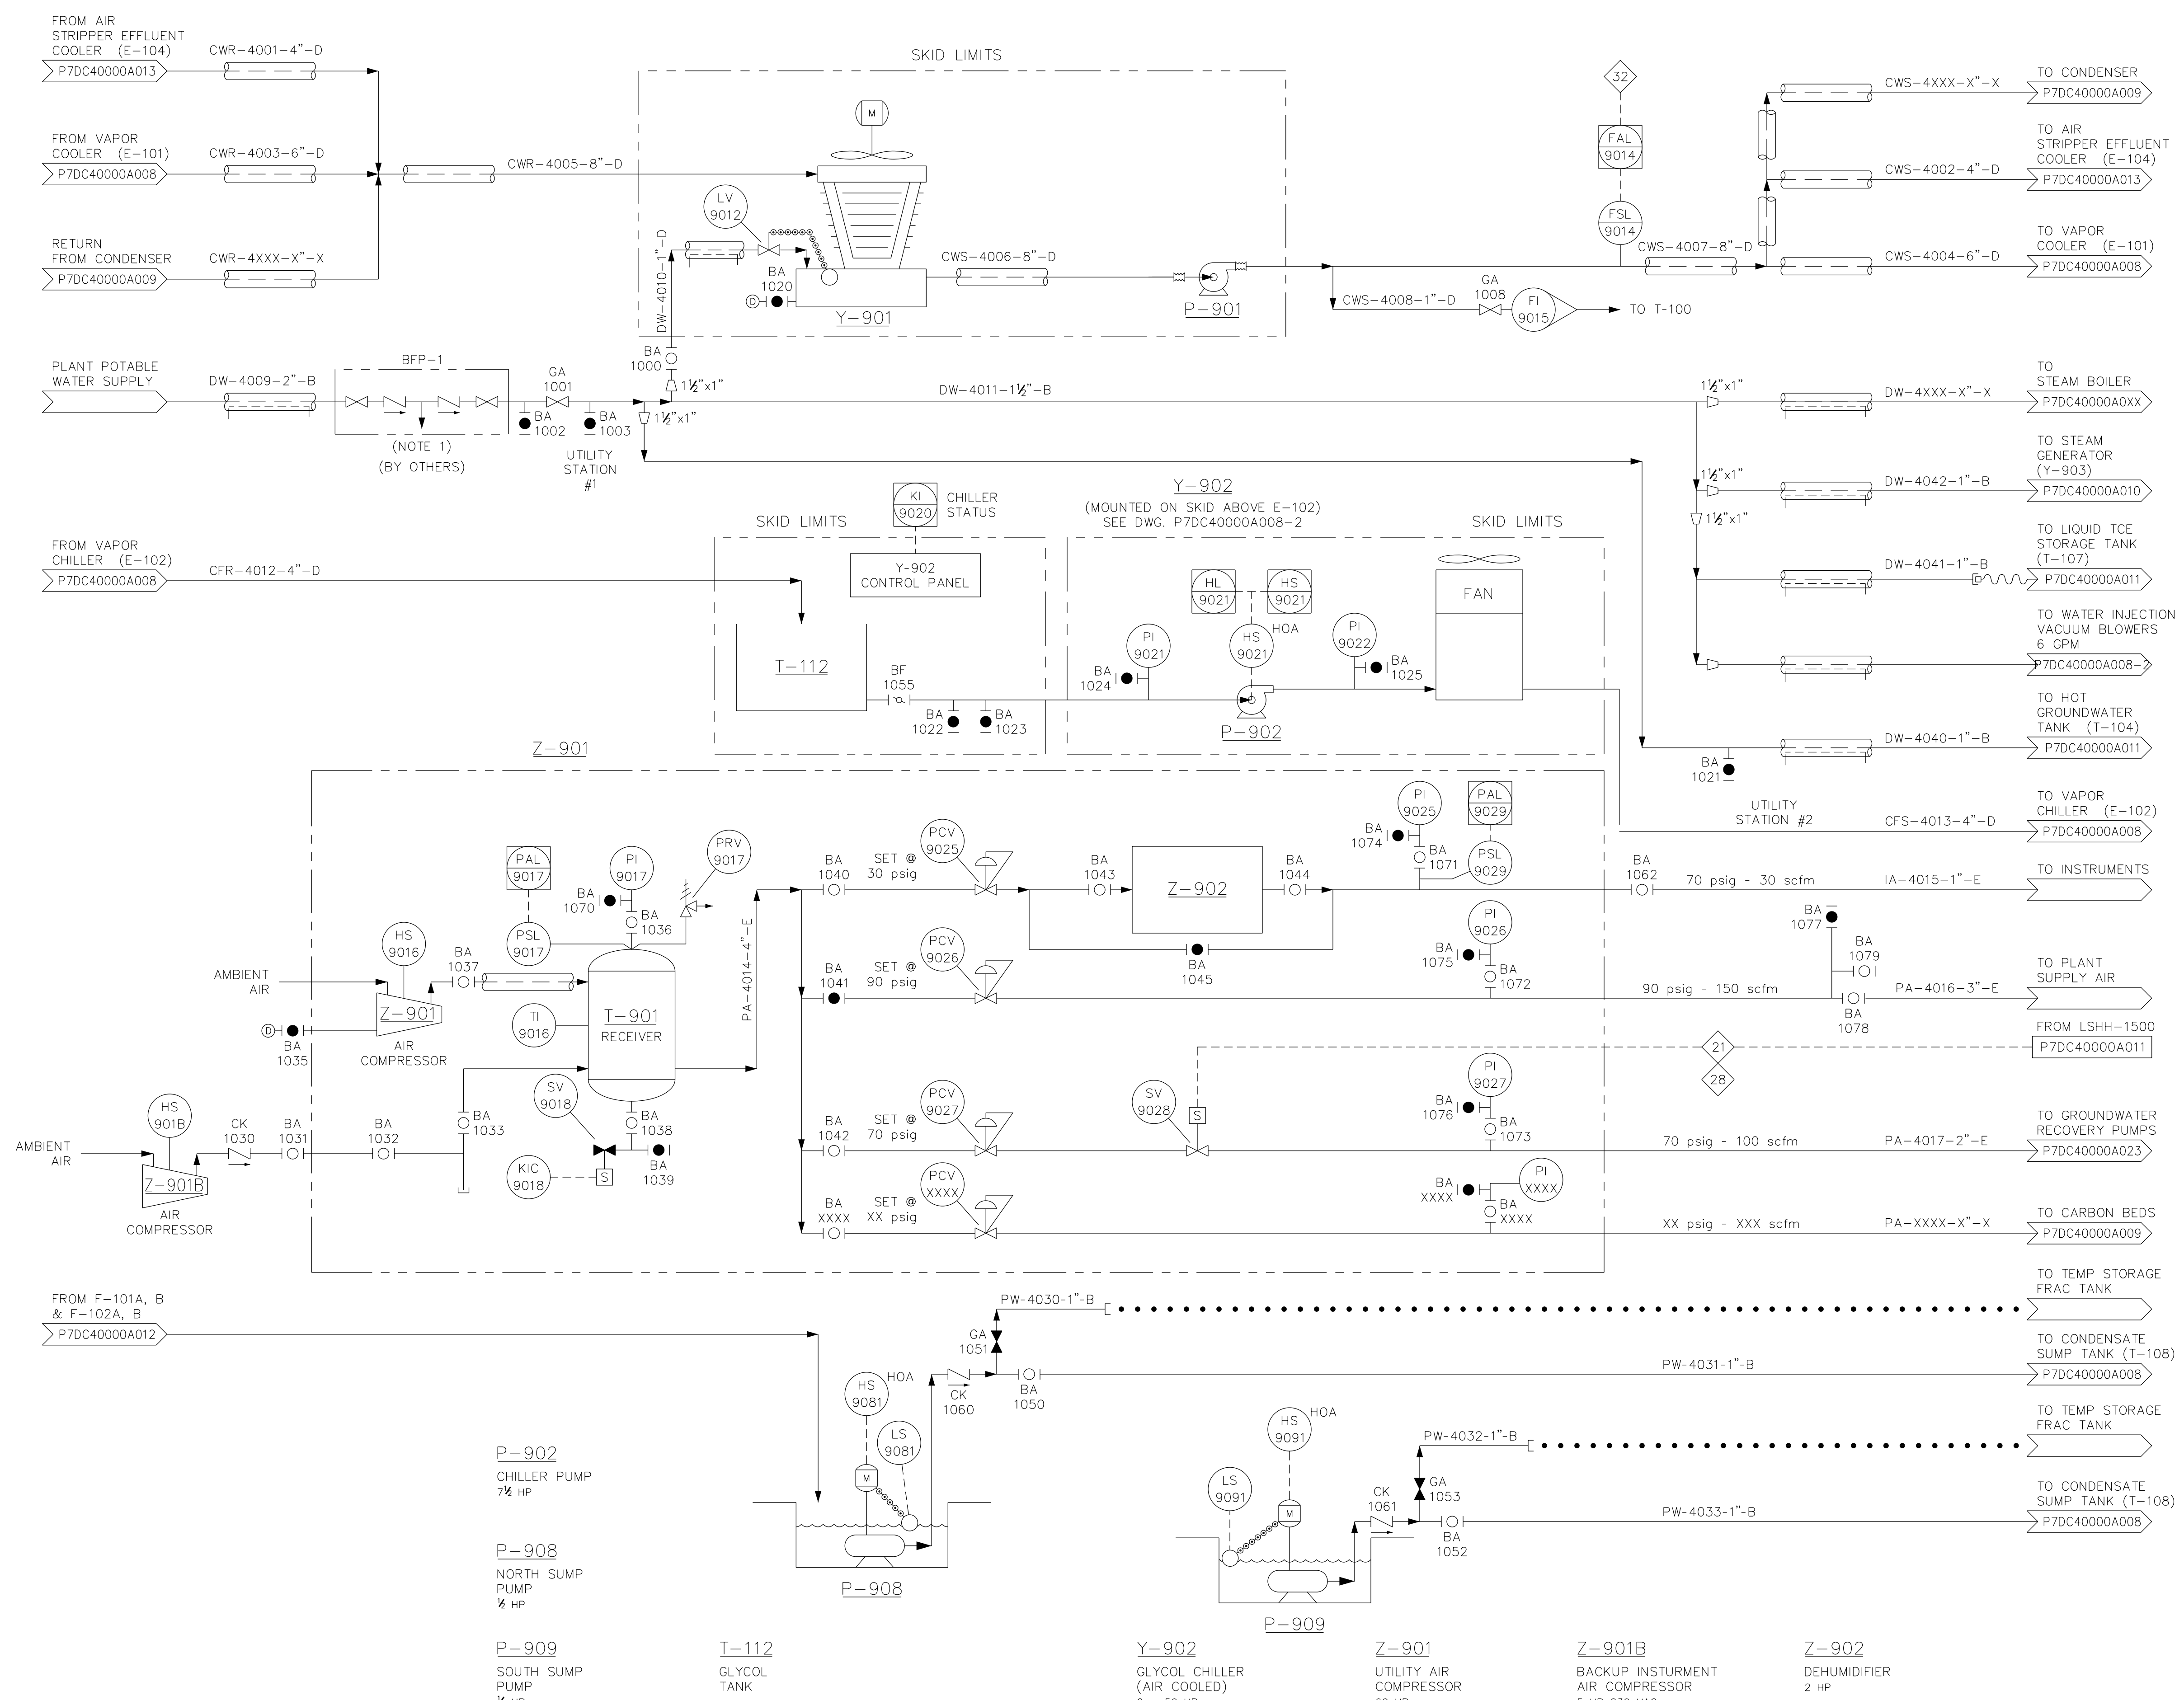 FROM AIR
STRIPPER EFFLUENT
COOLER (E-104)
P7DC40000A013
CWR-4001-4"-D
FROM VAPOR
COOLER (E-101)
P7DC40000A008
CWR-4003-6"-D
CWR-4005-8"-D
RETURN
FROM CONDENSER
P7DC40000A009
CWR-4XXX-X"-X
SKID LIMITS
M
LV
9012
BA
1020
D
DW-4010-1"-D
Y-901
CWS-4006-8"-D
P-901
32
FAL
9014
FSL
9014
CWS-4007-8"-D
CWS-4008-1"-D
GA
1008
FI
9015
TO T-100
TO CONDENSER
CWS-4XXX-X"-X
P7DC40000A009
TO AIR
STRIPPER EFFLUENT
COOLER (E-104)
CWS-4002-4"-D
P7DC40000A013
TO VAPOR
COOLER (E-101)
CWS-4004-6"-D
P7DC40000A008
PLANT POTABLE
WATER SUPPLY
DW-4009-2"-B
BFP-1
(NOTE 1)
(BY OTHERS)
GA
1001
BA
1002
BA
1003
UTILITY
STATION
#1
BA
1000
1½"x1"
1½"x1"
DW-4011-1½"-B
1½"x1"
TO
STEAM BOILER
DW-4XXX-X"-X
P7DC40000A0XX
1½"x1"
TO STEAM
GENERATOR
(Y-903)
DW-4042-1"-B
P7DC40000A010
1½"x1"
TO LIQUID TCE
STORAGE TANK
(T-107)
DW-4041-1"-B
P7DC40000A011
TO WATER INJECTION
VACUUM BLOWERS
6 GPM
P7DC40000A008-2
TO HOT
GROUNDWATER
TANK (T-104)
DW-4040-1"-B
P7DC40000A011
BA
1021
UTILITY
STATION #2
TO VAPOR
CHILLER (E-102)
CFS-4013-4"-D
P7DC40000A008
FROM VAPOR
CHILLER (E-102)
P7DC40000A008
CFR-4012-4"-D
SKID LIMITS
KI
9020
CHILLER
STATUS
Y-902
CONTROL PANEL
T-112
BF
1055
BA
1022
BA
1023
Y-902
(MOUNTED ON SKID ABOVE E-102)
SEE DWG. P7DC40000A008-2
SKID LIMITS
HL
9021
HS
9021
HS
9021
HOA
PI
9021
BA
1024
P-902
PI
9022
BA
1025
FAN
Z-901
AMBIENT
AIR
HS
9016
BA
1037
Z-901
AIR
COMPRESSOR
D
BA
1035
PAL
9017
PSL
9017
PI
9017
BA
1070
BA
1036
PRV
9017
TI
9016
T-901
RECEIVER
SV
9018
KIC
9018
S
BA
1038
BA
1039
AMBIENT
AIR
HS
901B
Z-901B
AIR
COMPRESSOR
CK
1030
BA
1031
BA
1032
BA
1033
PA-4014-4"-E
BA
1040
SET @
30 psig
PCV
9025
BA
1043
Z-902
BA
1044
BA
1045
PI
9025
BA
1074
BA
1071
PAL
9029
PSL
9029
BA
1062
70 psig - 30 scfm
IA-4015-1"-E
TO INSTRUMENTS
BA
1041
SET @
90 psig
PCV
9026
PI
9026
BA
1075
BA
1072
90 psig - 150 scfm
BA
1077
BA
1079
BA
1078
PA-4016-3"-E
TO PLANT
SUPPLY AIR
21
28
FROM LSHH-1500
P7DC40000A011
BA
1042
SET @
70 psig
PCV
9027
SV
9028
S
PI
9027
BA
1076
BA
1073
70 psig - 100 scfm
PA-4017-2"-E
TO GROUNDWATER
RECOVERY PUMPS
P7DC40000A023
BA
XXXX
SET @
XX psig
PCV
XXXX
BA
XXXX
PI
XXXX
BA
XXXX
XX psig - XXX scfm
PA-XXXX-X"-X
TO CARBON BEDS
P7DC40000A009
FROM F-101A, B
& F-102A, B
P7DC40000A012
PW-4030-1"-B
TO TEMP STORAGE
FRAC TANK
GA
1051
CK
1060
BA
1050
PW-4031-1"-B
TO CONDENSATE
SUMP TANK (T-108)
P7DC40000A008
HS
9081
HOA
LS
9081
M
P-908
PW-4032-1"-B
TO TEMP STORAGE
FRAC TANK
HS
9091
HOA
LS
9091
M
CK
1061
GA
1053
BA
1052
PW-4033-1"-B
TO CONDENSATE
SUMP TANK (T-108)
P7DC40000A008
P-909
P-902
CHILLER PUMP
7½ HP
P-908
NORTH SUMP
PUMP
½ HP
P-909
SOUTH SUMP
PUMP
T-112
GLYCOL
TANK
Y-902
GLYCOL CHILLER
(AIR COOLED)
Z-901
UTILITY AIR
COMPRESSOR
Z-901B
BACKUP INSTURMENT
AIR COMPRESSOR
Z-902
DEHUMIDIFIER
2 HP